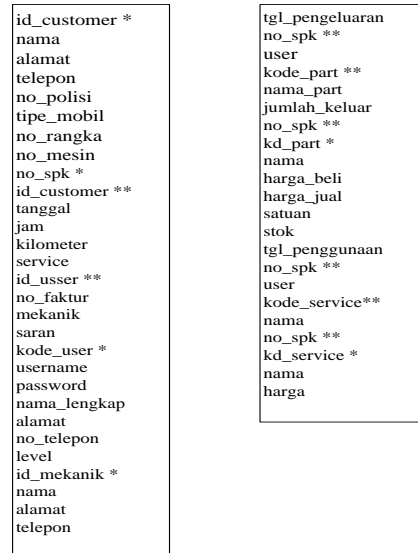 id_customer *
nama
alamat
telepon
no_polisi
tipe_mobil
no_rangka
no_mesin
no_spk *
id_customer **
tanggal
jam
kilometer
service
id_usser **
no_faktur
mekanik
saran
kode_user *
username
password
nama_lengkap
alamat
no_telepon
level
id_mekanik *
nama
alamat
telepon
tgl_pengeluaran
no_spk **
user
kode_part **
nama_part
jumlah_keluar
no_spk **
kd_part *
nama
harga_beli
harga_jual
satuan
stok
tgl_penggunaan
no_spk **
user
kode_service**
nama
no_spk **
kd_service *
nama
harga